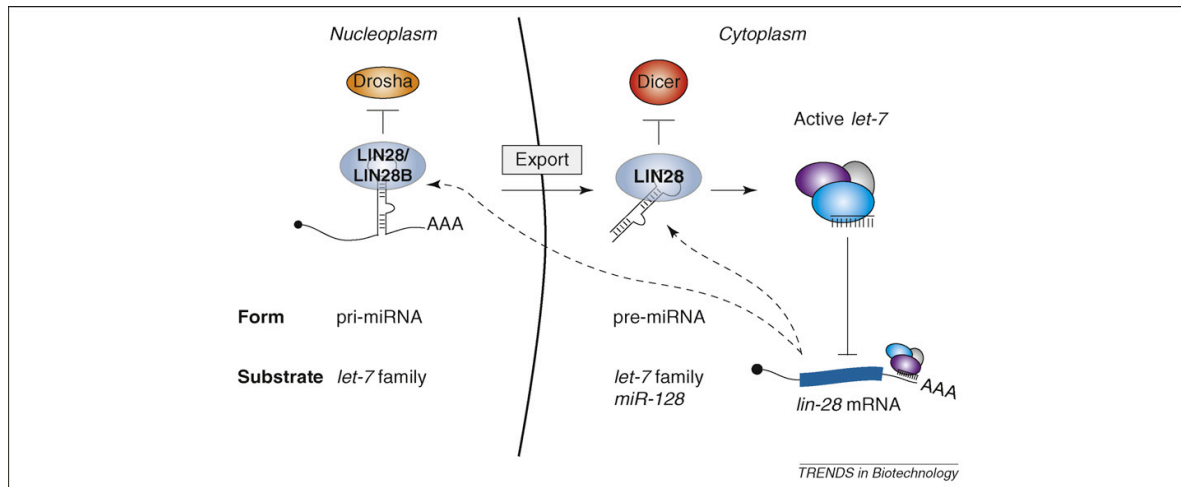 Nucleoplasm
Cytoplasm
Drosha
Dicer
Active let-7
LIN28/
LIN28B
Export
LIN28
AAA
Form
pri-miRNA
pre-miRNA
Substrate
let-7 family
let-7 family
miR-128
AAA
lin-28 mRNA
TRENDS in Biotechnology